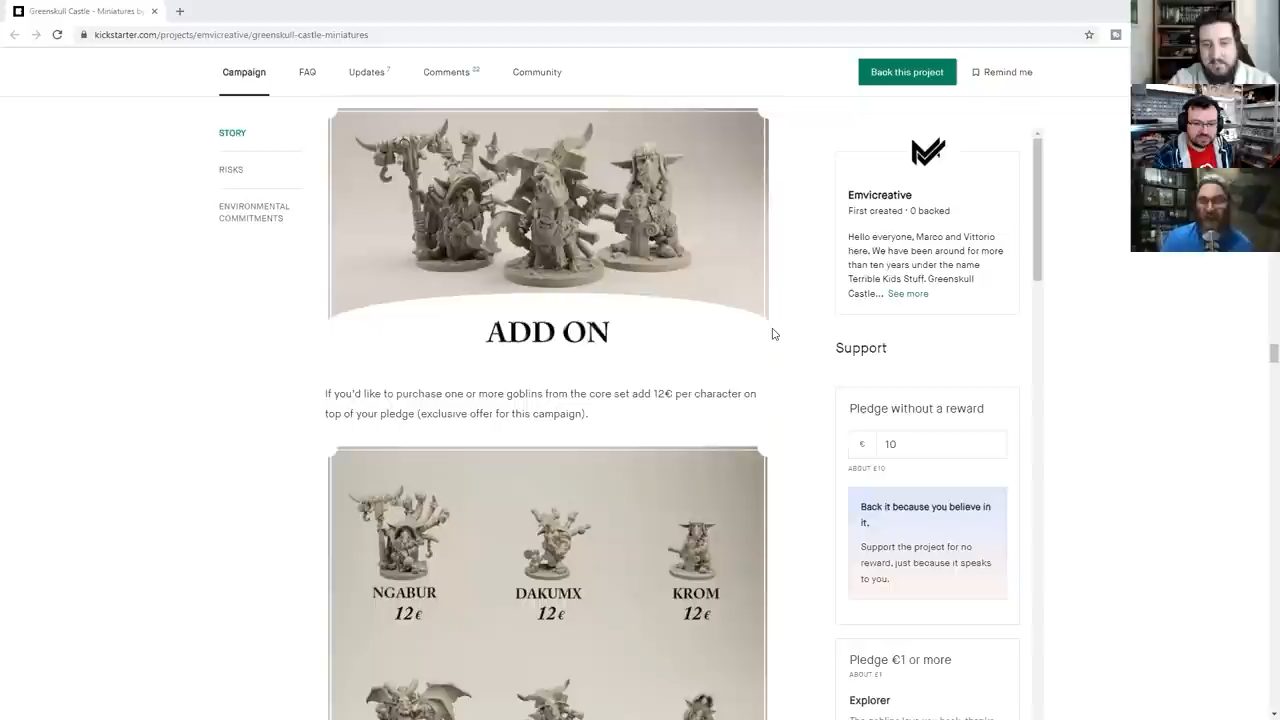 Greenskull Castle - Miniatures by
kickstarter.com/projects/emvicreative/greenskull-castle-miniatures
Campaign
FAQ
Updates 7
Comments 22
Community
Back this project
Remind me
STORY
RISKS
ENVIRONMENTAL
COMMITMENTS
ADD ON
If you'd like to purchase one or more goblins from the core set add 12€ per character on
top of your pledge (exclusive offer for this campaign).
NGABUR
12€
DAKUMX
12€
KROM
12€
Emvicreative
First created · 0 backed
Hello everyone, Marco and Vittorio
here. We have been around for more
than ten years under the name
Terrible Kids Stuff. Greenskull
Castle... See more
Support
Pledge without a reward
€ 10
ABOUT £10
Back it because you believe in
it.
Support the project for no
reward, just because it speaks
to you.
Pledge €1 or more
ABOUT £1
Explorer